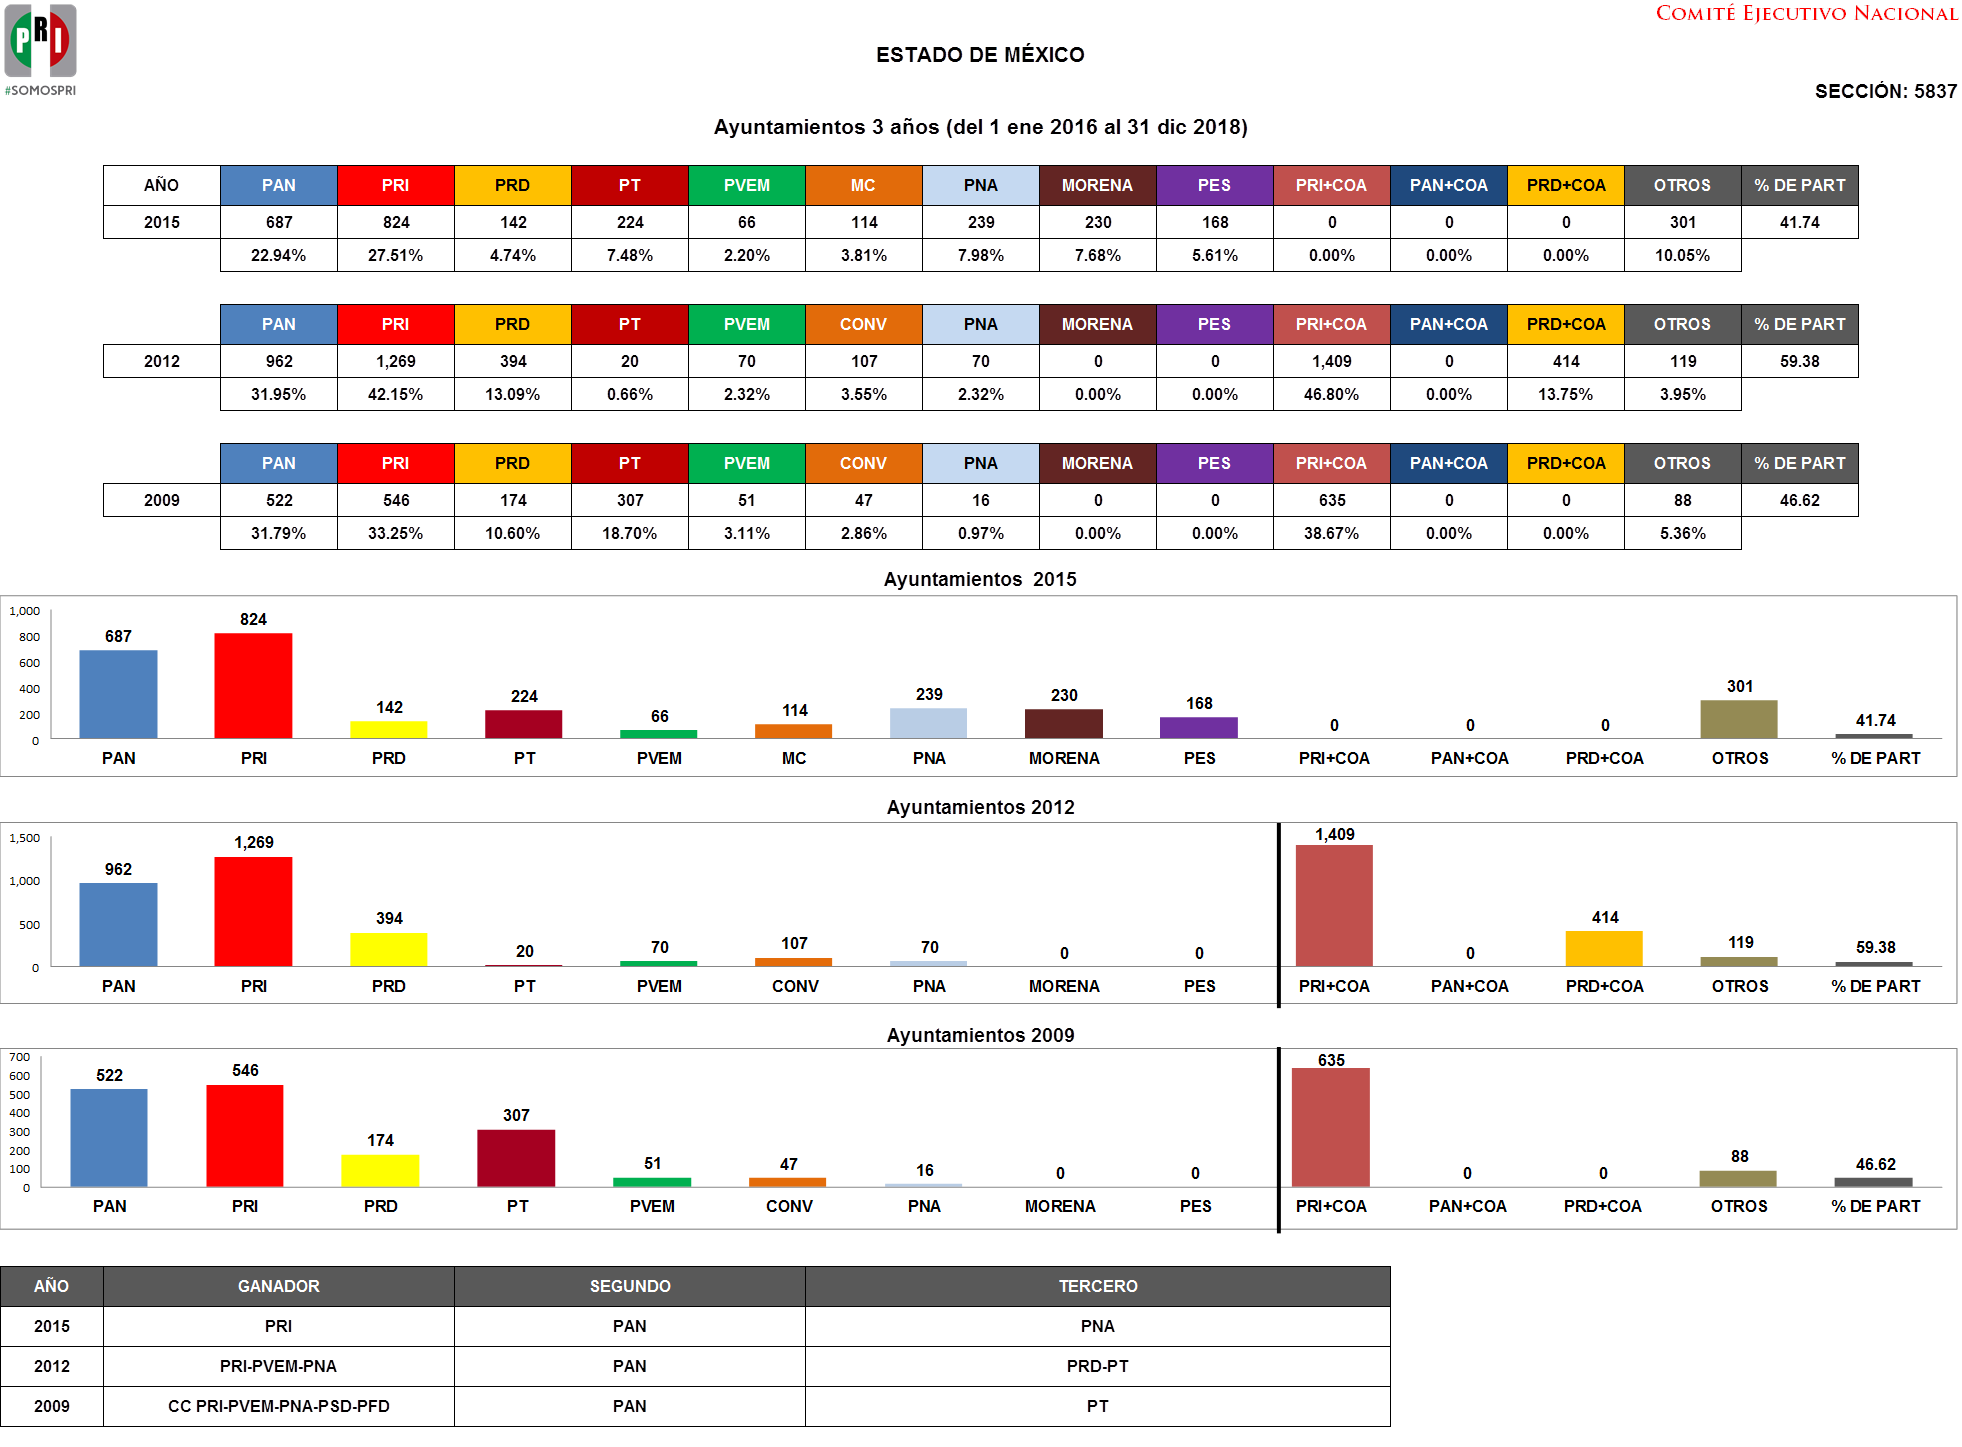 PRI
#SOMOSPRI
COMITÉ EJECUTIVO NACIONAL
ESTADO DE MÉXICO
SECCIÓN: 5837
Ayuntamientos 3 años (del 1 ene 2016 al 31 dic 2018)
AÑO PAN PRI PRD PT PVEM MC PNA MORENA PES PRI+COA PAN+COA PRD+COA OTROS % DE PART
2015 687 824 142 224 66 114 239 230 168 0 0 0 301 41.74
22.94% 27.51% 4.74% 7.48% 2.20% 3.81% 7.98% 7.68% 5.61% 0.00% 0.00% 0.00% 10.05%
PAN PRI PRD PT PVEM CONV PNA MORENA PES PRI+COA PAN+COA PRD+COA OTROS % DE PART
2012 962 1,269 394 20 70 107 70 0 0 1,409 0 414 119 59.38
31.95% 42.15% 13.09% 0.66% 2.32% 3.55% 2.32% 0.00% 0.00% 46.80% 0.00% 13.75% 3.95%
PAN PRI PRD PT PVEM CONV PNA MORENA PES PRI+COA PAN+COA PRD+COA OTROS % DE PART
2009 522 546 174 307 51 47 16 0 0 635 0 0 88 46.62
31.79% 33.25% 10.60% 18.70% 3.11% 2.86% 0.97% 0.00% 0.00% 38.67% 0.00% 0.00% 5.36%
Ayuntamientos 2015
1,000
800
600
400
200
0
687 824 142 224 66 114 239 230 168 0 0 0 301 41.74
PAN PRI PRD PT PVEM MC PNA MORENA PES PRI+COA PAN+COA PRD+COA OTROS % DE PART
Ayuntamientos 2012
1,500
1,000
500
0
962 1,269 394 20 70 107 70 0 0 1,409 0 414 119 59.38
PAN PRI PRD PT PVEM CONV PNA MORENA PES PRI+COA PAN+COA PRD+COA OTROS % DE PART
Ayuntamientos 2009
700
600
500
400
300
200
100
0
522 546 174 307 51 47 16 0 0 635 0 0 88 46.62
PAN PRI PRD PT PVEM CONV PNA MORENA PES PRI+COA PAN+COA PRD+COA OTROS % DE PART
AÑO GANADOR SEGUNDO TERCERO
2015 PRI PAN PNA
2012 PRI-PVEM-PNA PAN PRD-PT
2009 CC PRI-PVEM-PNA-PSD-PFD PAN PT